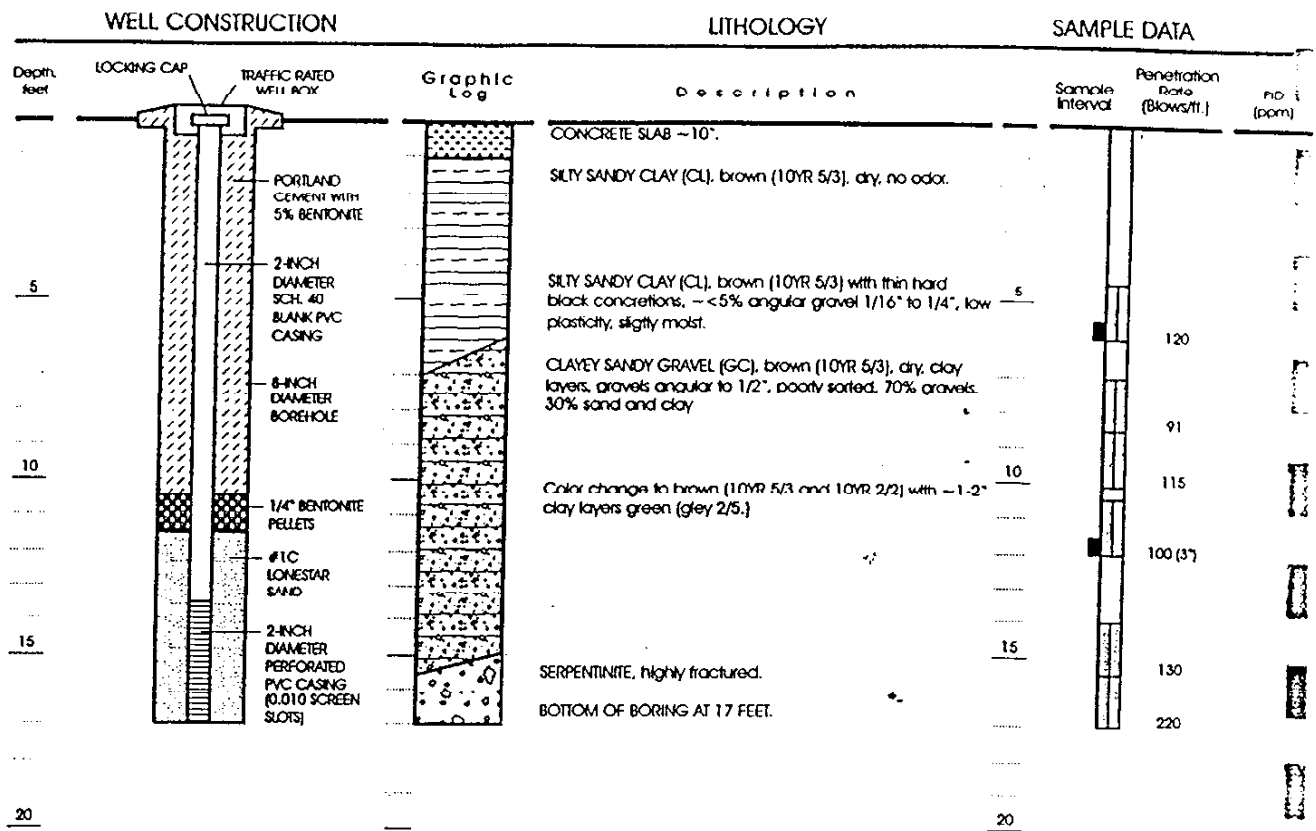 WELL CONSTRUCTION
LITHOLOGY
SAMPLE DATA
Depth,
feet
LOCKING CAP
TRAFFIC RATED
WELL BOX
Graphic
Log
Description
Sample
Interval
Penetration
Rate
(Blows/ft.)
PID
(ppm)
PORTLAND
CEMENT WITH
5% BENTONITE
2-INCH
DIAMETER
SCH. 40
BLANK PVC
CASING
8-INCH
DIAMETER
BOREHOLE
1/4" BENTONITE
PELLETS
#1C
LONESTAR
SAND
2-INCH
DIAMETER
PERFORATED
PVC CASING
(0.010 SCREEN
SLOTS)
5
10
15
20
CONCRETE SLAB ~10".
SILTY SANDY CLAY (CL), brown (10YR 5/3), dry, no odor.
SILTY SANDY CLAY (CL), brown (10YR 5/3) with thin hard
black concretions, ~<5% angular gravel 1/16" to 1/4", low
plasticity, sligtly moist.
CLAYEY SANDY GRAVEL (GC), brown (10YR 5/3), dry, clay
layers, gravels angular to 1/2", poorly sorted, 70% gravels,
30% sand and clay
Color change to brown (10YR 5/3 and 10YR 2/2) with ~1-2"
clay layers green (gley 2/5.)
SERPENTINITE, highly fractured.
BOTTOM OF BORING AT 17 FEET.
5
10
15
20
120
91
115
100 (3")
130
220